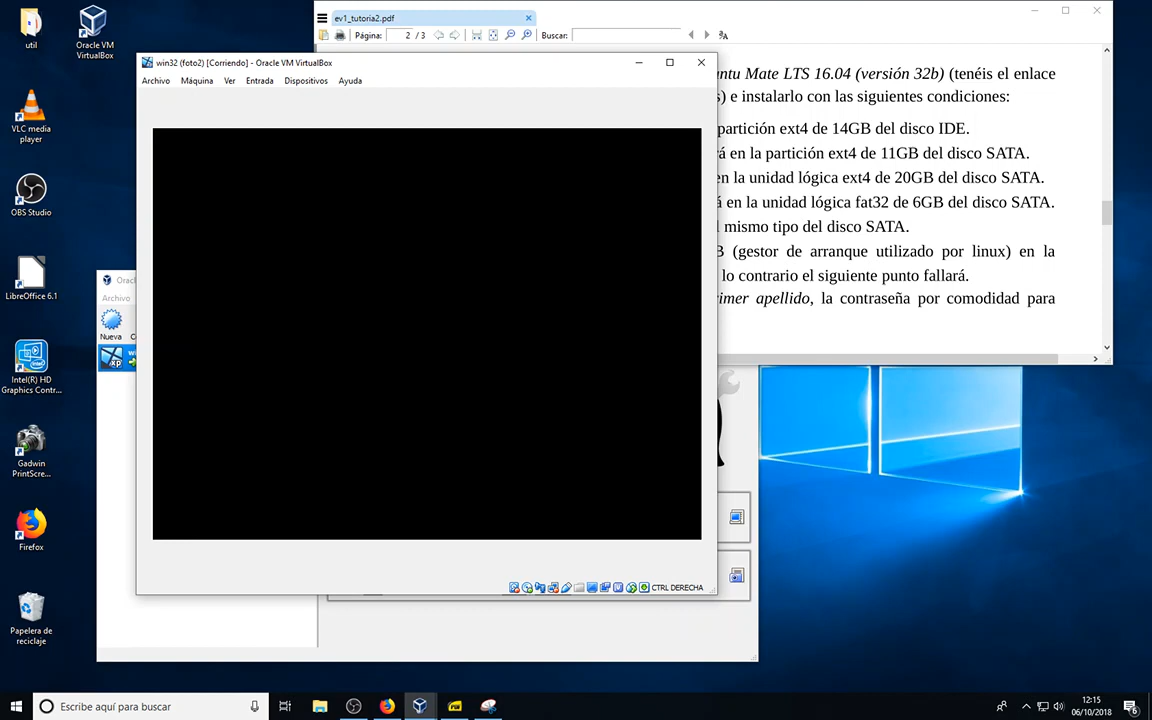 util
Oracle VM
VirtualBox
VLC media
player
OBS Studio
LibreOffice 6.1
Intel(R) HD
Graphics Contr...
Gadwin
PrintScre...
Firefox
Papelera de
reciclaje
ev1_tutoria2.pdf
Página: 2 / 3 Buscar:
ntu Mate LTS 16.04 (versión 32b) (tenéis el enlace
s) e instalarlo con las siguientes condiciones:
partición ext4 de 14GB del disco IDE.
á en la partición ext4 de 11GB del disco SATA.
en la unidad lógica ext4 de 20GB del disco SATA.
á en la unidad lógica fat32 de 6GB del disco SATA.
l mismo tipo del disco SATA.
B (gestor de arranque utilizado por linux) en la
lo contrario el siguiente punto fallará.
rimer apellido, la contraseña por comodidad para
win32 (foto2) [Corriendo] - Oracle VM VirtualBox
Archivo Máquina Ver Entrada Dispositivos Ayuda
CTRL DERECHA
Oracl
Archivo
Nueva
XP
Escribe aquí para buscar
12:15
06/10/2018
6